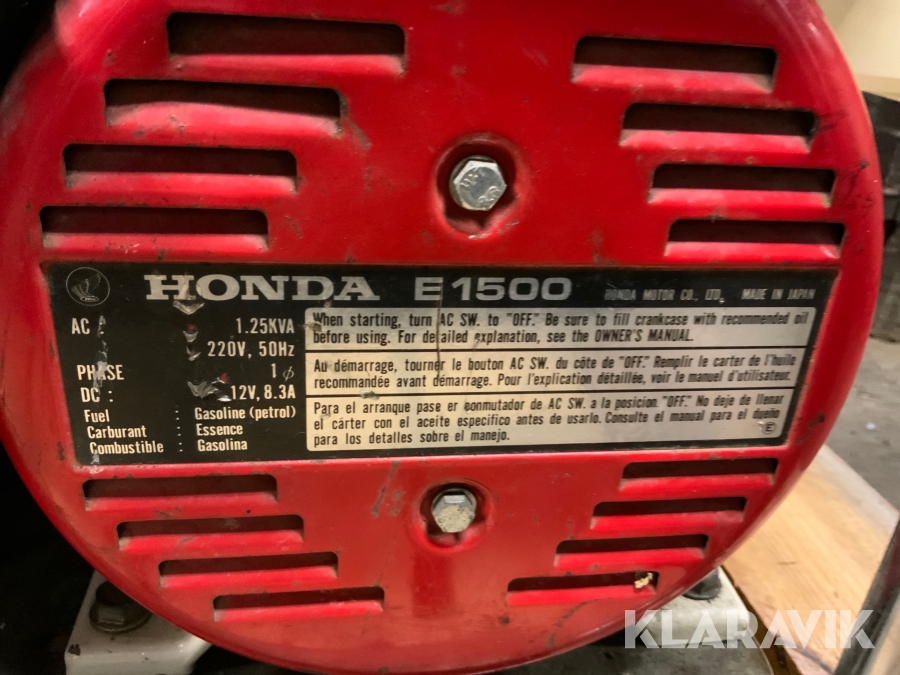 HONDA E1500 HONDA MOTOR CO., LTD. MADE IN JAPAN
AC : 1.25KVA
220V, 50Hz
PHASE 1 ø
DC : 12V, 8.3A
Fuel : Gasoline (petrol)
Carburant : Essence
Combustible : Gasolina
When starting, turn AC SW. to "OFF." Be sure to fill crankcase with recommended oil
before using. For detailed explanation, see the OWNER'S MANUAL.
Au démarrage, tourner le bouton AC SW. du côte de "OFF." Remplir le carter de l'huile
recommandée avant démarrage. Pour l'explication détaillée, voir le manuel d'utilisateur.
Para el arranque pase er conmutador de AC SW. a la posicion "OFF." No deje de llenar
el cárter con el aceite especifico antes de usarlo. Consulte el manual para el dueño
para los detalles sobre el manejo.
E
KLARAVIK